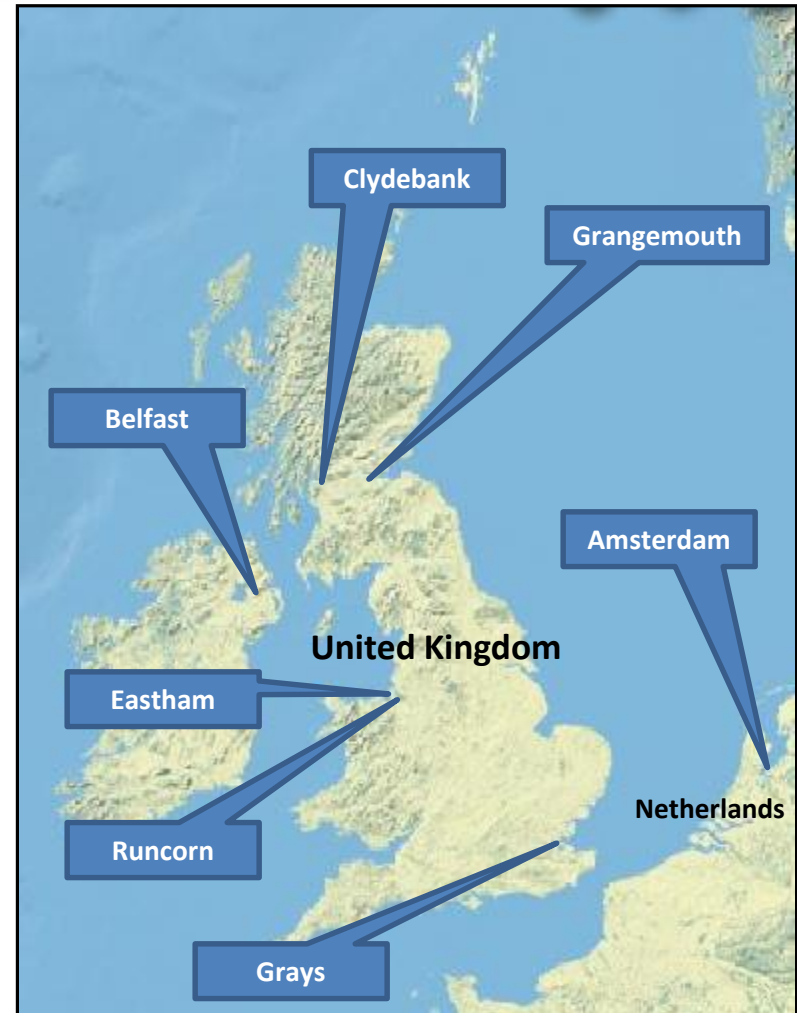 Clydebank
Grangemouth
Belfast
Amsterdam
United Kingdom
Eastham
Netherlands
Runcorn
Grays